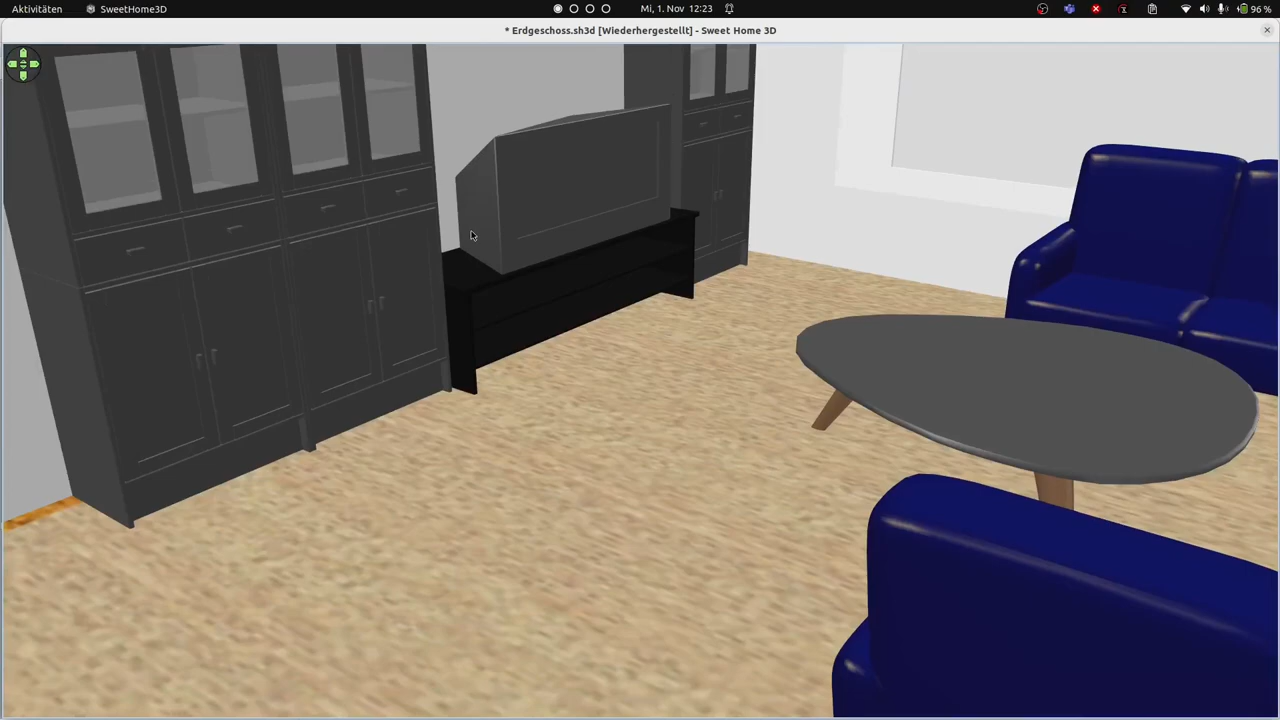 Aktivitäten
SweetHome3D
Mi, 1. Nov 12:23
96 %
* Erdgeschoss.sh3d [Wiederhergestellt] - Sweet Home 3D